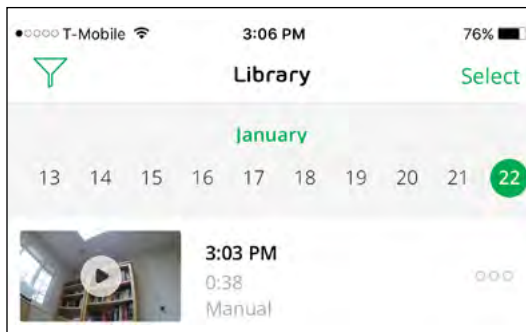 T-Mobile 3:06 PM 76%
Library Select
January
13 14 15 16 17 18 19 20 21 22
3:03 PM
0:38
Manual